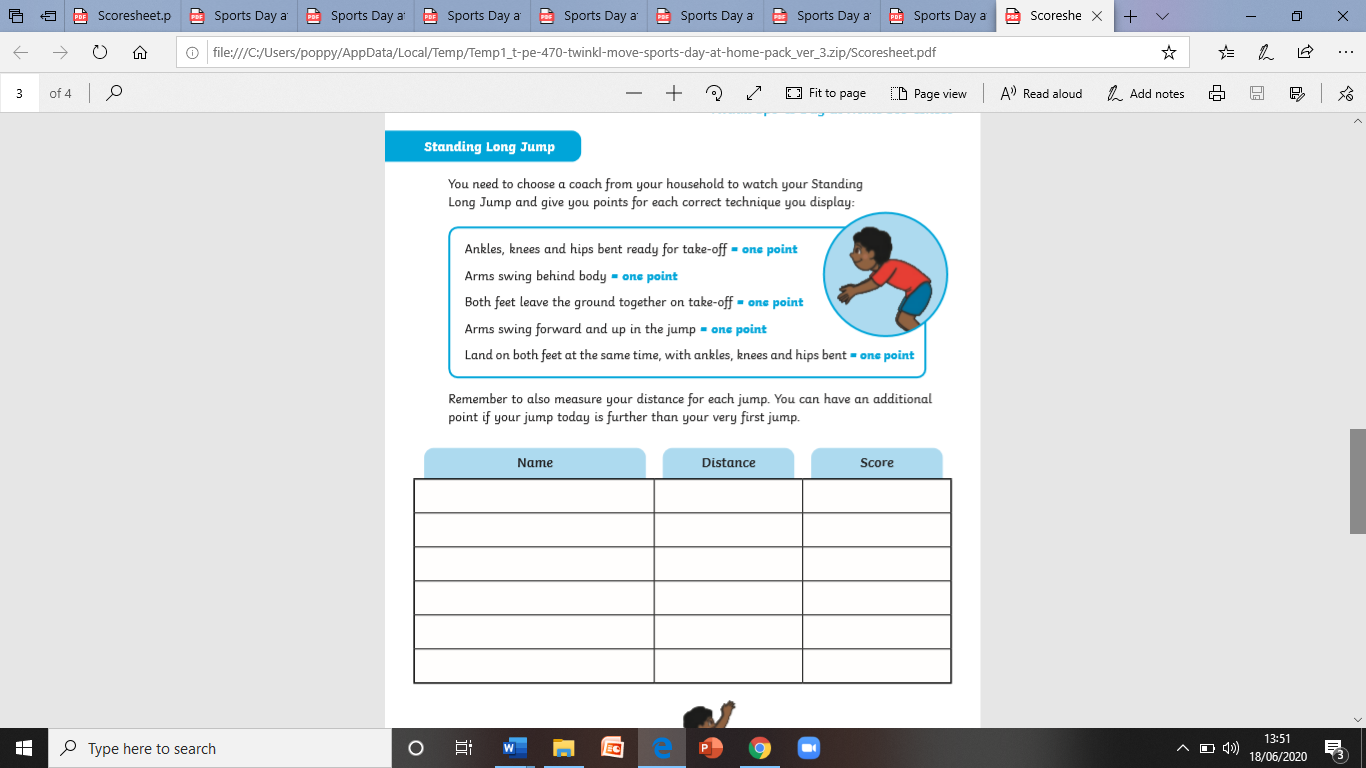 Scoresheet.p
Sports Day a
Sports Day a
Sports Day a
Sports Day a
Sports Day a
Sports Day a
Sports Day a
Scoreshe
file:///C:/Users/poppy/AppData/Local/Temp/Temp1_t-pe-470-twinkl-move-sports-day-at-home-pack_ver_3.zip/Scoresheet.pdf
3 of 4
Fit to page
Page view
Read aloud
Add notes
Standing Long Jump
You need to choose a coach from your household to watch your Standing
Long Jump and give you points for each correct technique you display:
Ankles, knees and hips bent ready for take-off = one point
Arms swing behind body = one point
Both feet leave the ground together on take-off = one point
Arms swing forward and up in the jump = one point
Land on both feet at the same time, with ankles, knees and hips bent = one point
Remember to also measure your distance for each jump. You can have an additional
point if your jump today is further than your very first jump.
Name Distance Score
Type here to search
13:51
18/06/2020
3